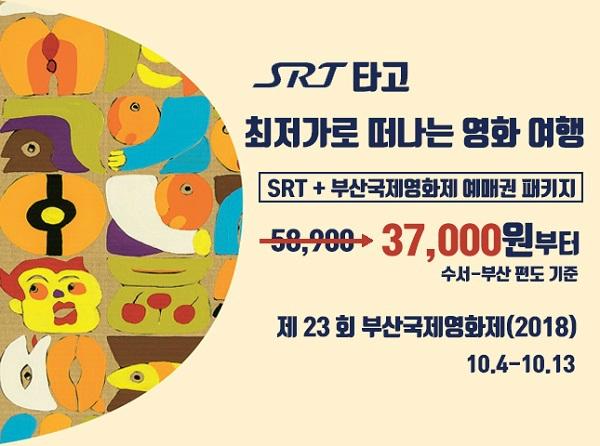 SRT 타고
최저가로 떠나는 영화 여행
SRT + 부산국제영화제 예매권 패키지
58,900 37,000원부터
수서-부산 편도 기준
제 23 회 부산국제영화제(2018)
10.4-10.13